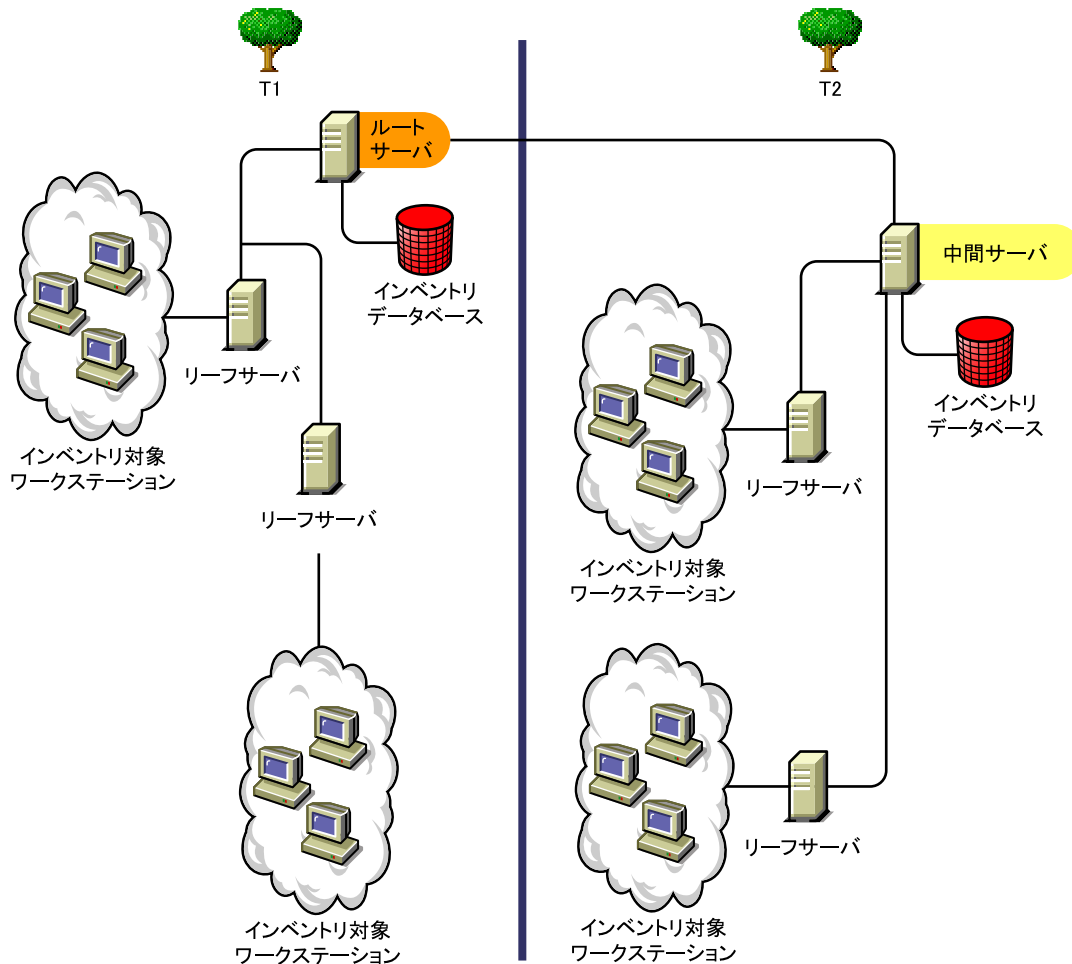 T1
T2
ルート
サーバ
インベントリ
データベース
リーフサーバ
インベントリ対象
ワークステーション
リーフサーバ
インベントリ対象
ワークステーション
中間サーバ
インベントリ
データベース
リーフサーバ
インベントリ対象
ワークステーション
リーフサーバ
インベントリ対象
ワークステーション